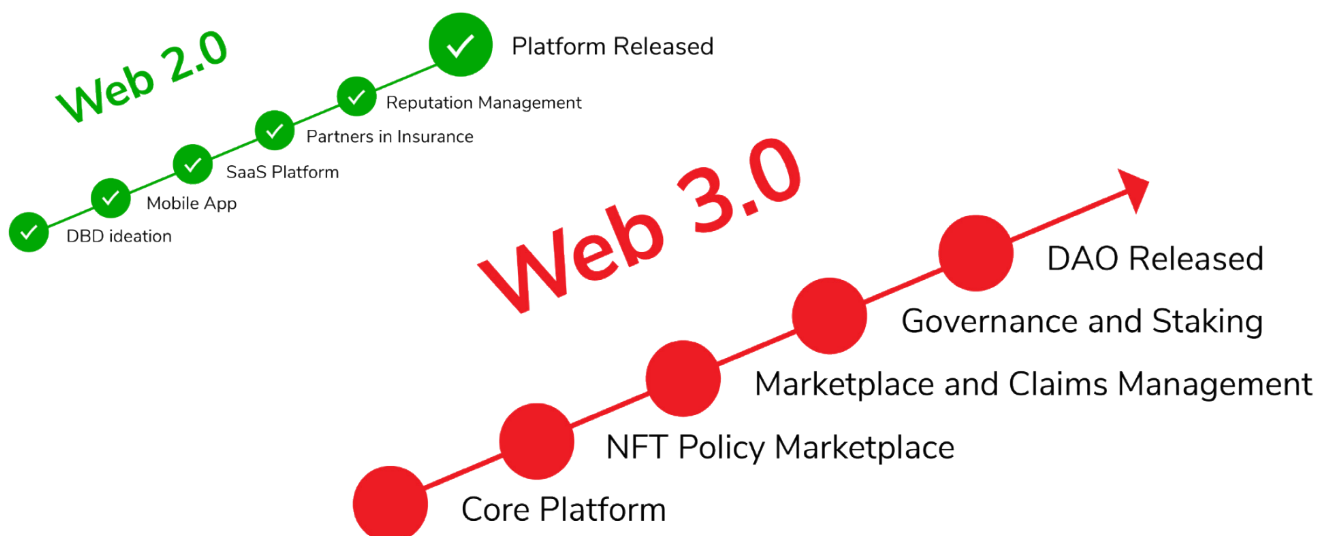 Web 2.0
Platform Released
Reputation Management
Partners in Insurance
SaaS Platform
Mobile App
DBD ideation
Web 3.0
DAO Released
Governance and Staking
Marketplace and Claims Management
NFT Policy Marketplace
Core Platform